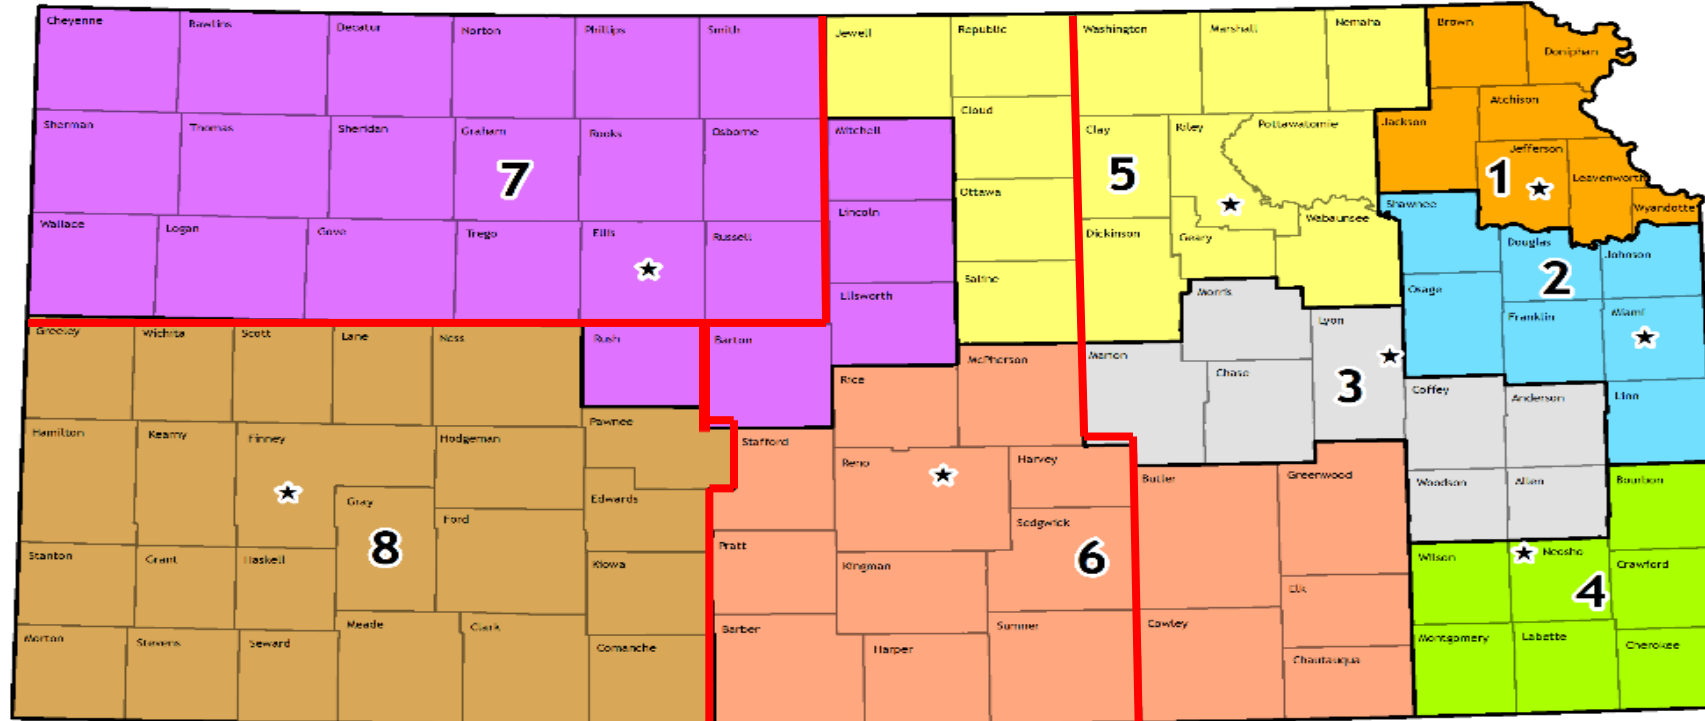 Cheyenne
Rawlins
Decatur
Norton
Phillips
Smith
Jewell
Republic
Washington
Marshall
Nemaha
Brown
Doniphan
Sherman
Thomas
Sheridan
Graham
Rooks
Osborne
Mitchell
Cloud
Clay
Riley
Pottawatomie
Jackson
Atchison
Jefferson
Leavenworth
Wyandotte
7
5
1
Wallace
Logan
Gove
Trego
Ellis
Russell
Lincoln
Ottawa
Dickinson
Geary
Wabaunsee
Shawnee
Douglas
Johnson
Ellsworth
Saline
Morris
Lyon
Osage
2
Franklin
Miami
Greeley
Wichita
Scott
Lane
Ness
Rush
Barton
Rice
McPherson
Marion
Chase
3
Coffey
Anderson
Linn
Hamilton
Kearny
Finney
Hodgeman
Pawnee
Stafford
Reno
Harvey
Butler
Greenwood
Woodson
Allen
Bourbon
Gray
Ford
Edwards
Sedgwick
8
6
4
Stanton
Grant
Haskell
Kiowa
Pratt
Kingman
Elk
Wilson
Neosho
Crawford
Morton
Stevens
Seward
Meade
Clark
Comanche
Barber
Harper
Sumner
Cowley
Chautauqua
Montgomery
Labette
Cherokee